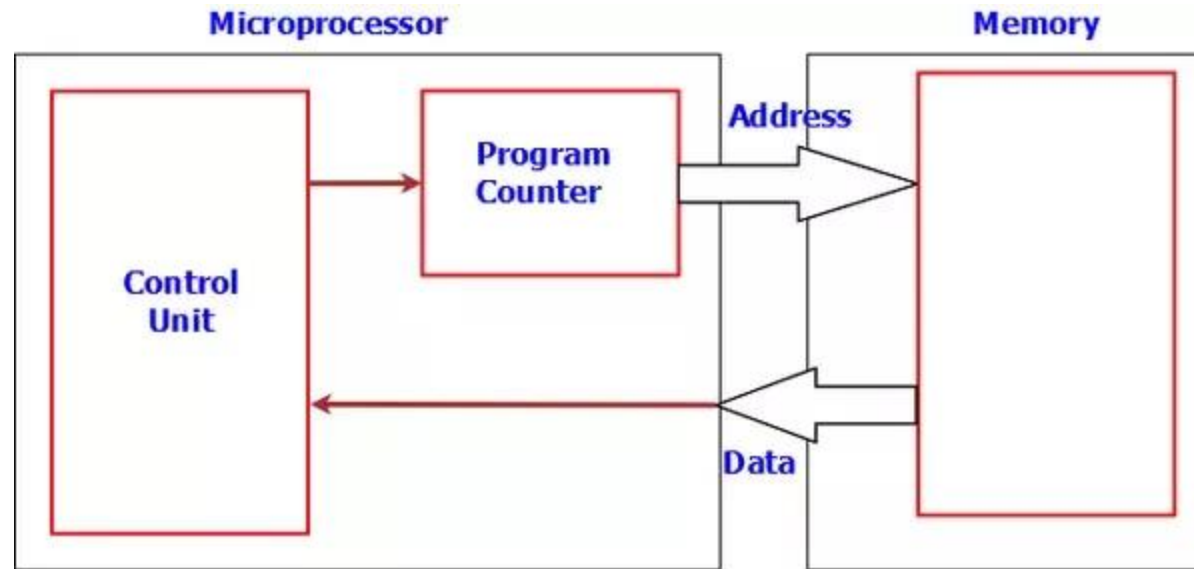 Microprocessor
Memory
Address
Program
Counter
Control
Unit
Data